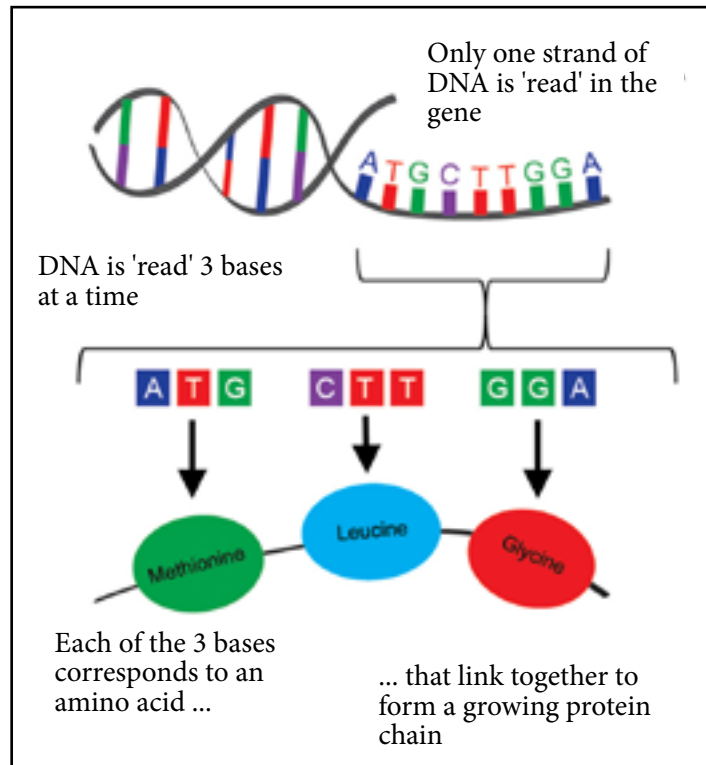 Only one strand of
DNA is 'read' in the
gene
A T G C T T G G A
DNA is 'read' 3 bases
at a time
A T G C T T G G A
Methionine Leucine Glycine
Each of the 3 bases
corresponds to an
amino acid ...
... that link together to
form a growing protein
chain